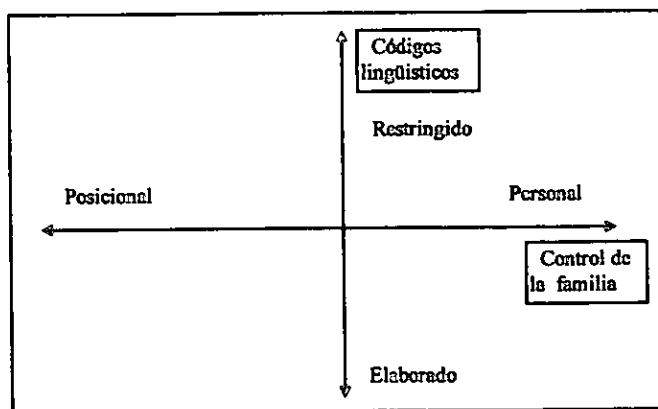 Códigos
lingüísticos
Restringido
Posicional
Personal
Control de
la familia
Elaborado